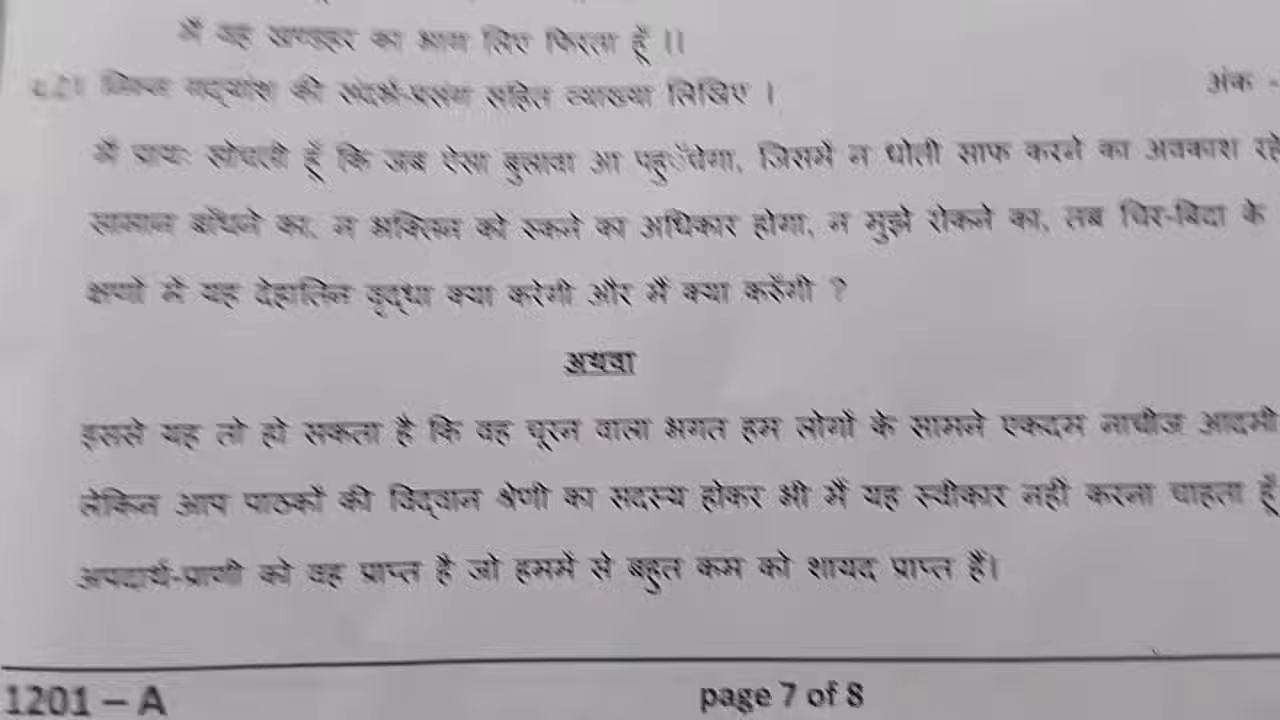 मैं यह खण्डहर का भाग लिए फिरता हूँ ।।
निम्न गद्यांश की संदर्भ-प्रसंग सहित व्याख्या लिखिए । अंक -
मैं प्रायः सोचती हूँ कि जब ऐसा बुलावा आ पहुॅंचेगा, जिसमें न धोती साफ करने का अवकाश रहे
सामान बाँधने का, न भक्तिन को रुकने का अधिकार होगा, न मुझे रोकने का, तब चिर-बिदा के
क्षणों में यह देहातिन वृद्धा क्या करेगी और मैं क्या करूँगी ?
अथवा
इससे यह तो हो सकता है कि वह चूरन वाला भगत हम लोगों के सामने एकदम नाचीज आदमी
लेकिन आप पाठकों की विद्वान श्रेणी का सदस्य होकर भी मैं यह स्वीकार नही करना चाहता हूँ
अपदार्थ-प्राणी को वह प्राप्त है जो हममें से बहुत कम को शायद प्राप्त हैं।
1201 – A page 7 of 8